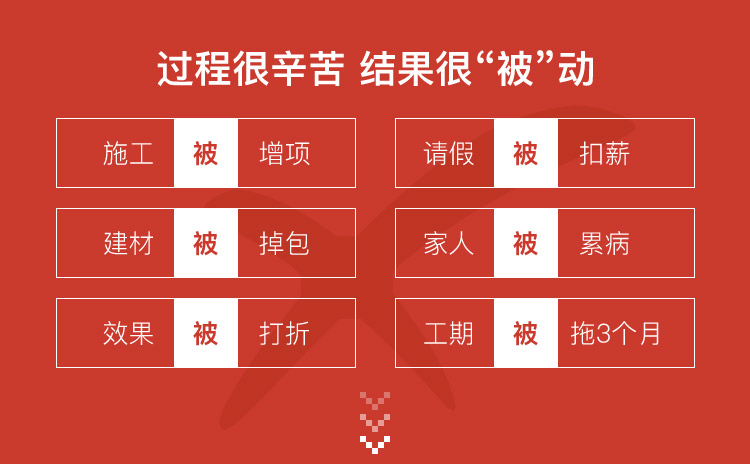 过程很辛苦 结果很“被”动
施工 被 增项
请假 被 扣薪
建材 被 掉包
家人 被 累病
效果 被 打折
工期 被 拖3个月